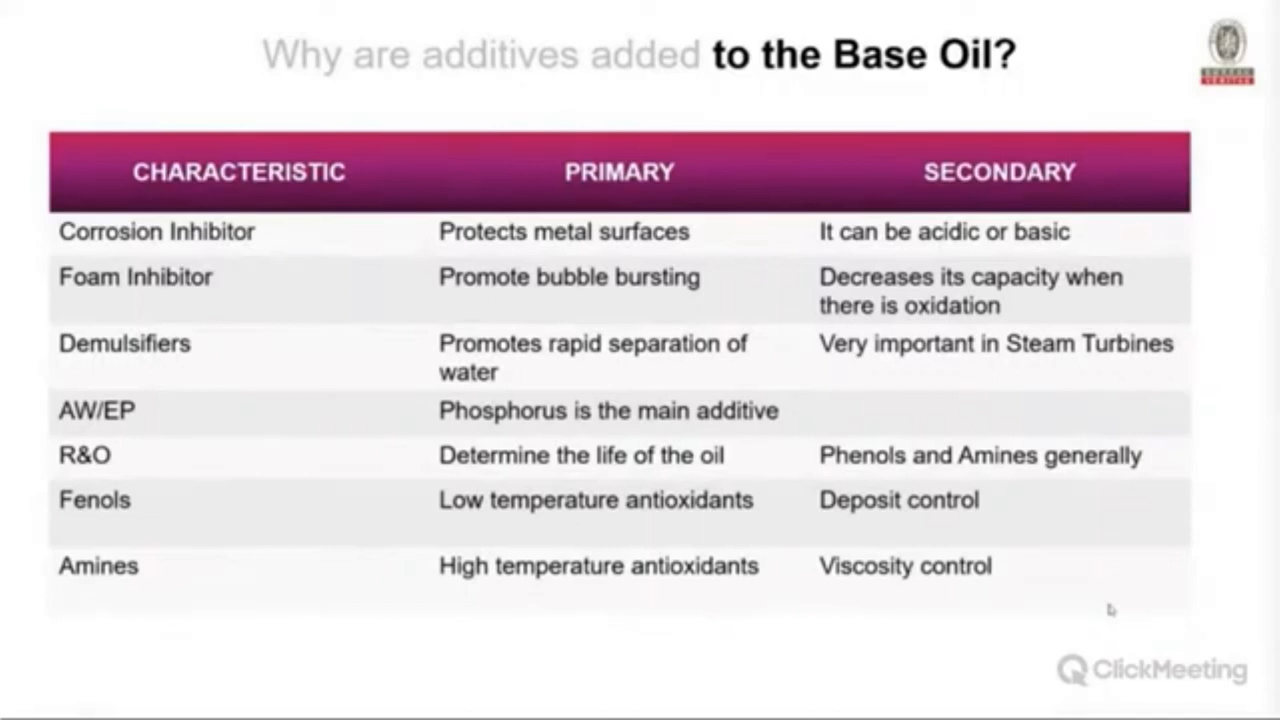 Why are additives added to the Base Oil?
BUREAU
VERITAS
CHARACTERISTIC PRIMARY SECONDARY
Corrosion Inhibitor Protects metal surfaces It can be acidic or basic
Foam Inhibitor Promote bubble bursting Decreases its capacity when
there is oxidation
Demulsifiers Promotes rapid separation of Very important in Steam Turbines
water
AW/EP Phosphorus is the main additive
R&O Determine the life of the oil Phenols and Amines generally
Fenols Low temperature antioxidants Deposit control
Amines High temperature antioxidants Viscosity control
ClickMeeting